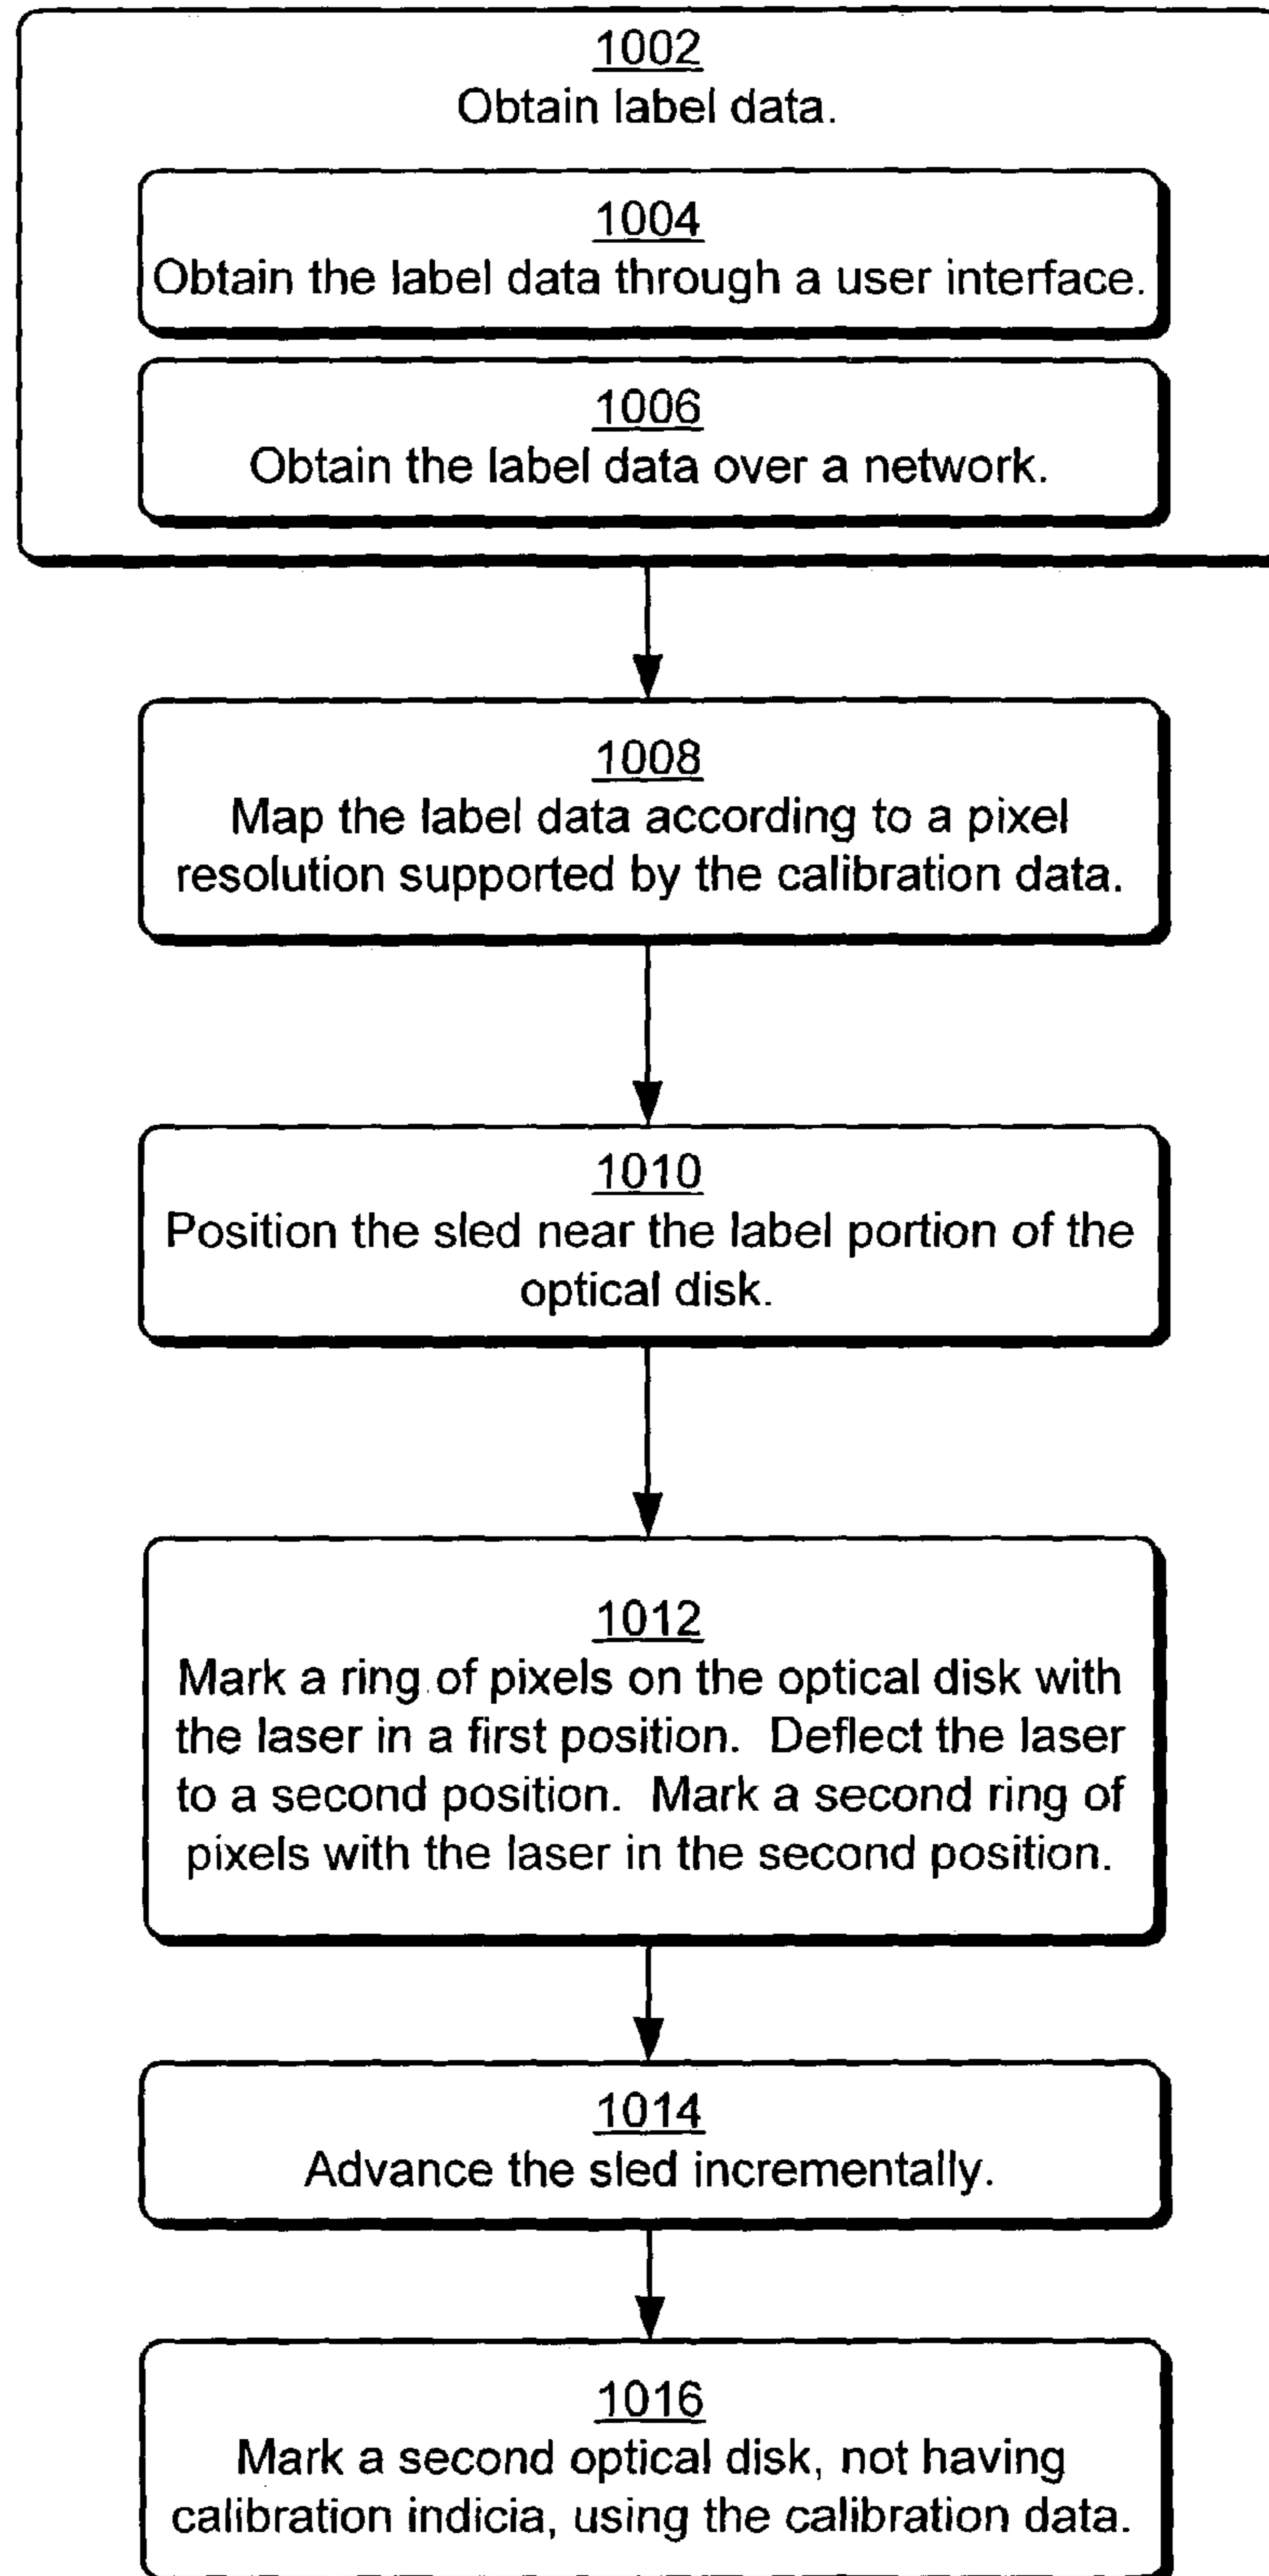 1002
Obtain label data.
1004
Obtain the label data through a user interface.
1006
Obtain the label data over a network.
1008
Map the label data according to a pixel
resolution supported by the calibration data.
1010
Position the sled near the label portion of the
optical disk.
1012
Mark a ring of pixels on the optical disk with
the laser in a first position.  Deflect the laser
to a second position.  Mark a second ring of
pixels with the laser in the second position.
1014
Advance the sled incrementally.
1016
Mark a second optical disk, not having
calibration indicia, using the calibration data.